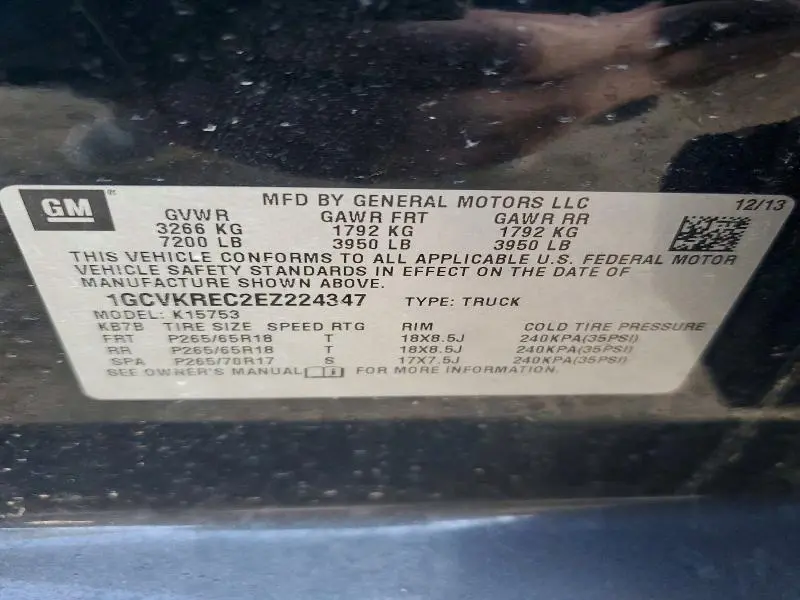 GM ® MFD BY GENERAL MOTORS LLC 12/13
GVWR GAWR FRT GAWR RR
3266 KG 1792 KG 1792 KG
7200 LB 3950 LB 3950 LB
THIS VEHICLE CONFORMS TO ALL APPLICABLE U.S. FEDERAL MOTOR
VEHICLE SAFETY STANDARDS IN EFFECT ON THE DATE OF
MANUFACTURE SHOWN ABOVE.
1GCVKREC2EZ224347 TYPE: TRUCK
MODEL: K15753
KB7B TIRE SIZE SPEED RTG RIM COLD TIRE PRESSURE
FRT P265/65R18 T 18X8.5J 240KPA(35PSI)
RR P265/65R18 T 18X8.5J 240KPA(35PSI)
SPA P265/70R17 S 17X7.5J 240KPA(35PSI)
SEE OWNER'S MANUAL FOR MORE INFORMATION.